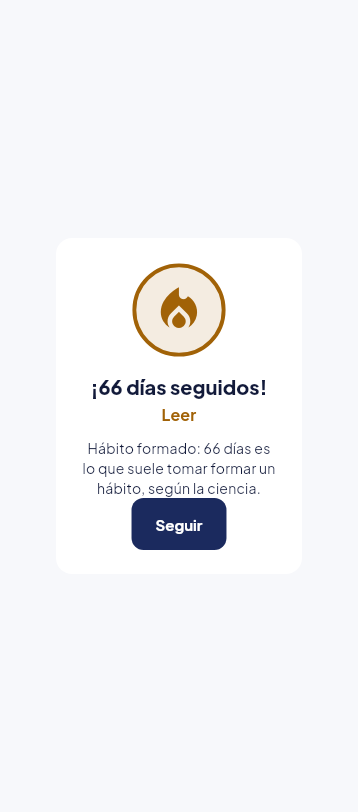 ¡66 días seguidos!
Leer
Hábito formado: 66 días es
lo que suele tomar formar un
hábito, según la ciencia.
Seguir